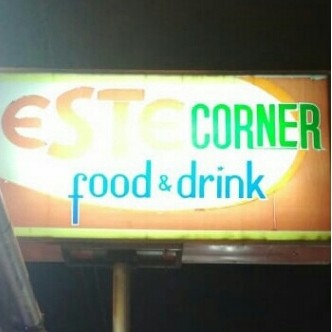 eSTe CORNER
food & drink